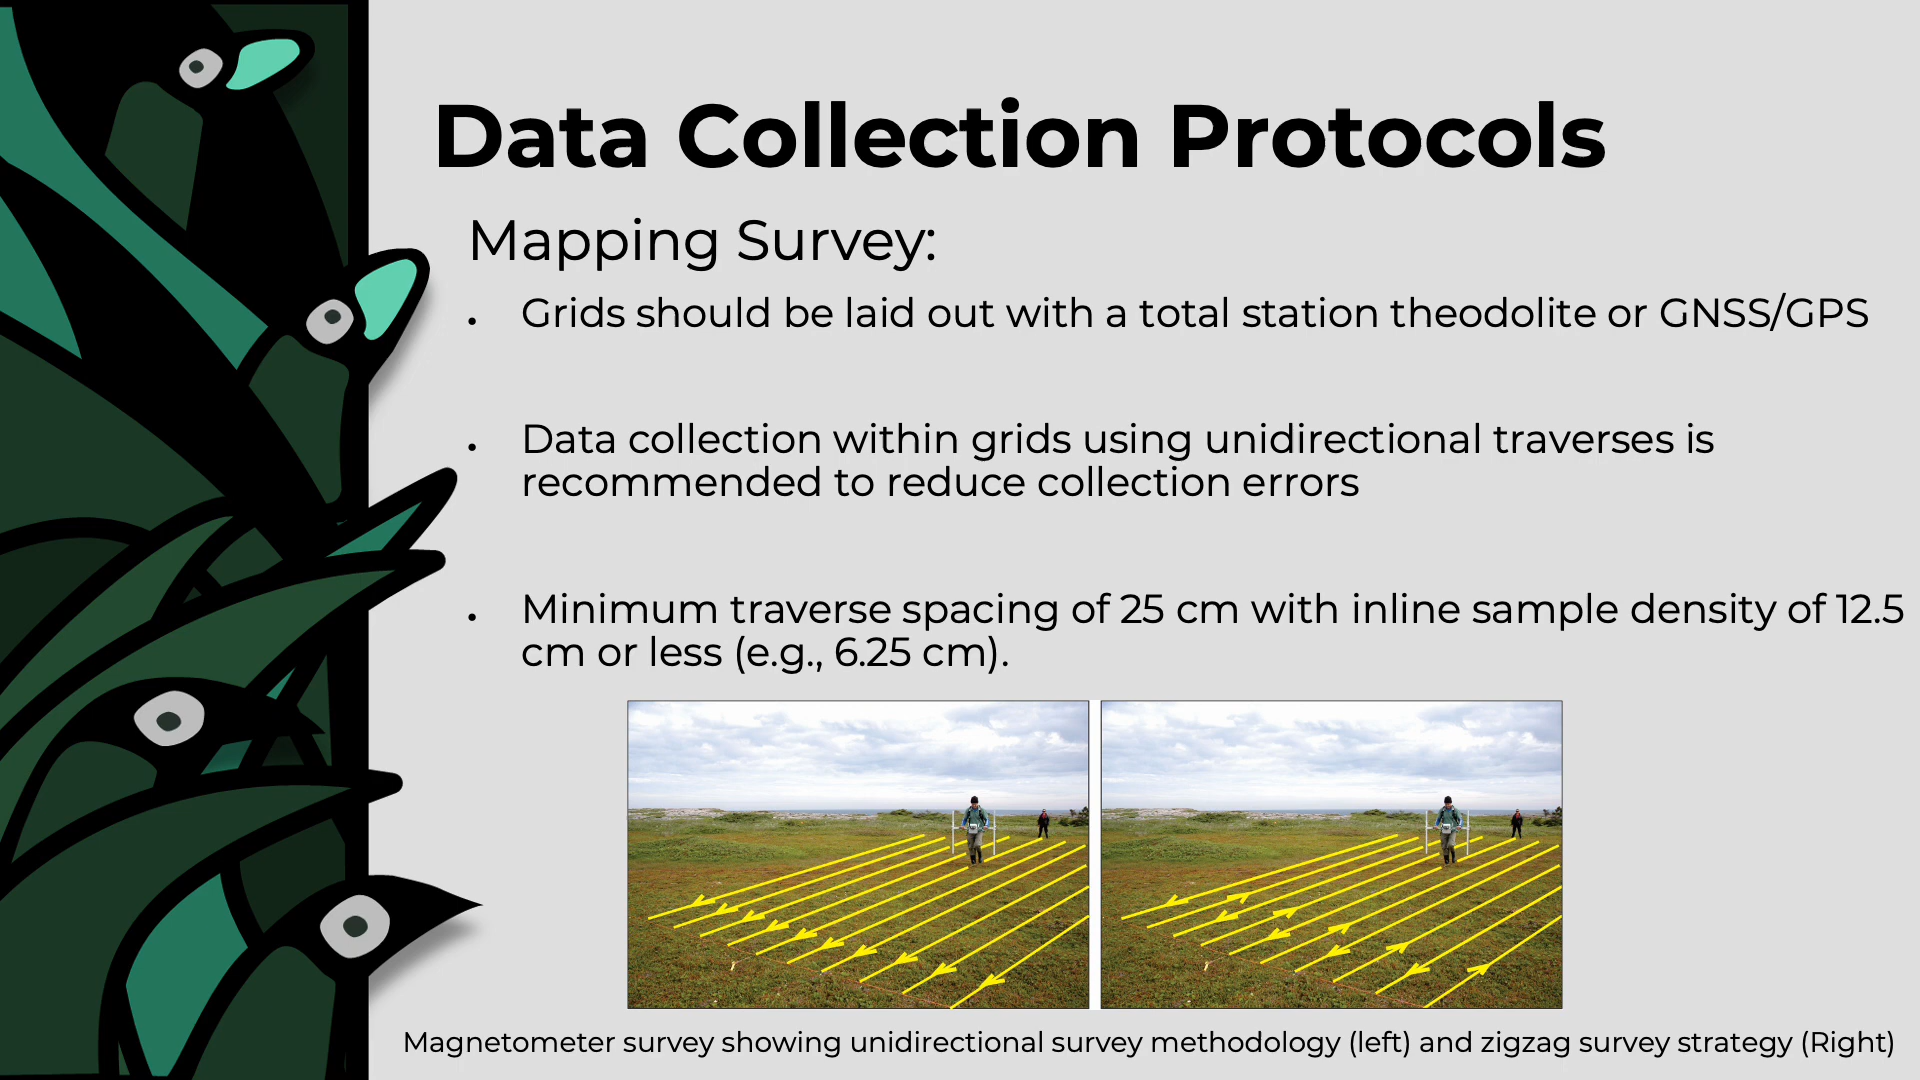 Data Collection Protocols
Mapping Survey:
• Grids should be laid out with a total station theodolite or GNSS/GPS
• Data collection within grids using unidirectional traverses is
recommended to reduce collection errors
• Minimum traverse spacing of 25 cm with inline sample density of 12.5
cm or less (e.g., 6.25 cm).
Magnetometer survey showing unidirectional survey methodology (left) and zigzag survey strategy (Right)